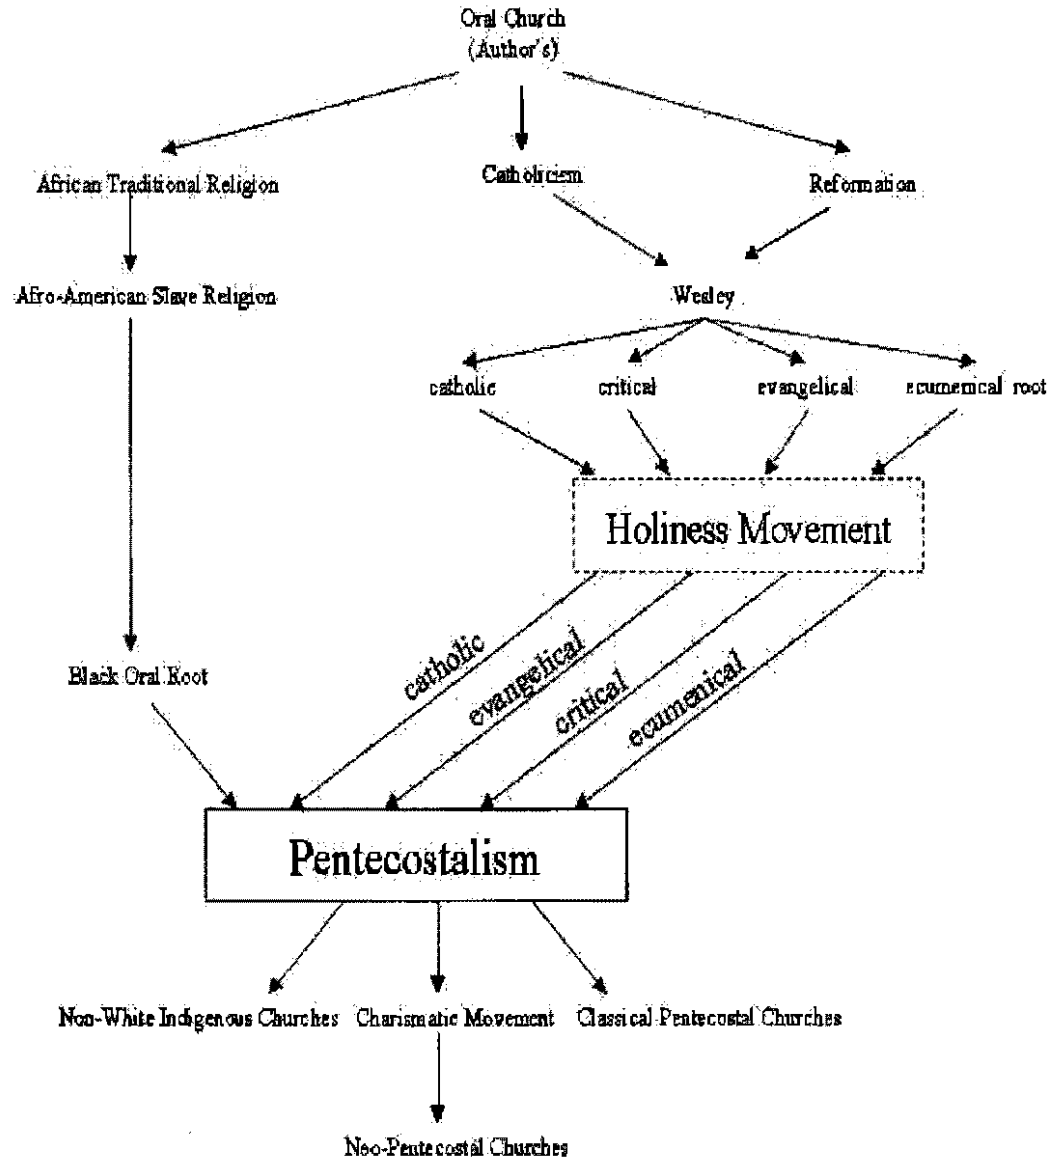 Oral Church
(Author's)
African Traditional Religion
Catholicism
Reformation
Afro-American Slave Religion
Wesley
catholic
critical
evangelical
ecumenical root
Holiness Movement
catholic
evangelical
critical
ecumenical
Black Oral Root
Pentecostalism
Non-White Indigenous Churches
Charismatic Movement
Classical Pentecostal Churches
Neo-Pentecostal Churches